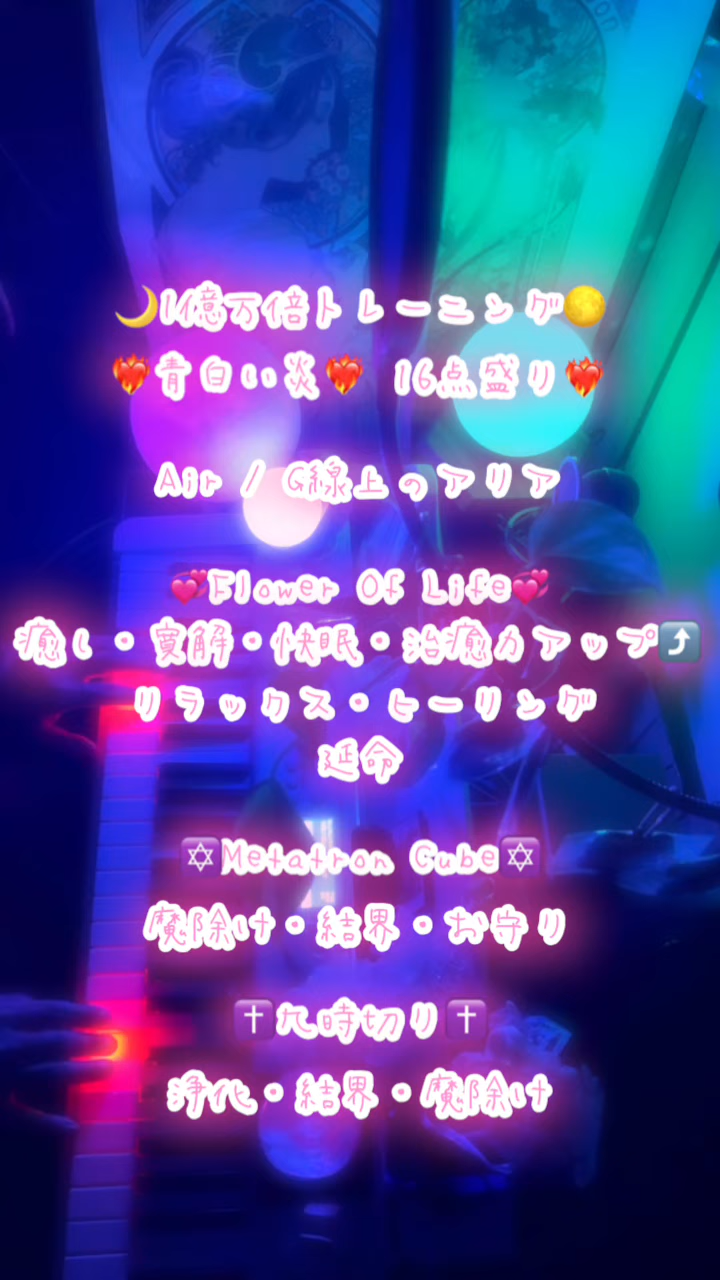 🌙1億万倍トレーニング🌕
❤️‍🔥青白い炎❤️‍🔥 16点盛り❤️‍🔥
Air / G線上のアリア
💞Flower Of Life💞
癒し・寛解・快眠・治癒力アップ⤴️
リラックス・ヒーリング
延命
🔯Metatron Cube🔯
魔除け・結界・お守り
✝️九時切り✝️
浄化・結界・魔除け